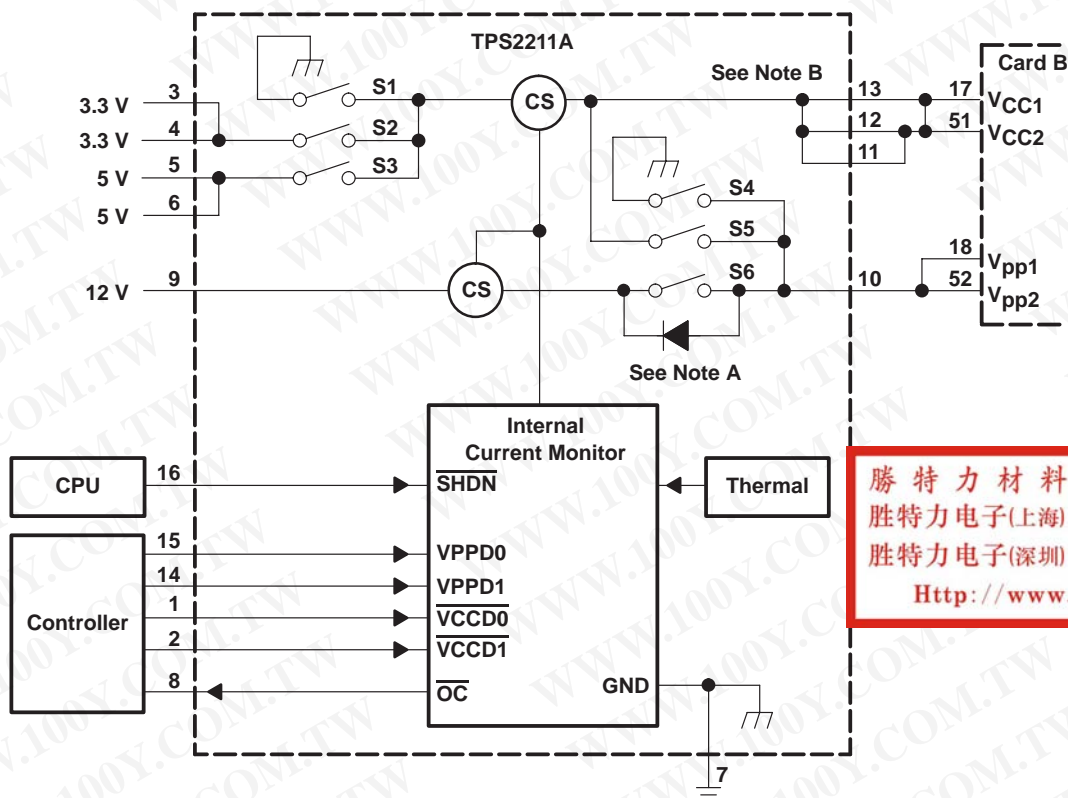 TPS2211A
Card B
See Note B
3.3 V 3
3.3 V 4
5 V 5
5 V 6
12 V 9
S1
S2
S3
CS
CS
S4
S5
S6
See Note A
13
12
11
10
17 VCC1
51 VCC2
18 Vpp1
52 Vpp2
Internal
Current Monitor
CPU 16 SHDN
Thermal
Controller
15 VPPD0
14 VPPD1
1 VCCD0
2 VCCD1
8 OC
GND
7
勝特力材料
胜特力电子(上海)
胜特力电子(深圳)
Http://www.
WWW.100Y.COM.TW